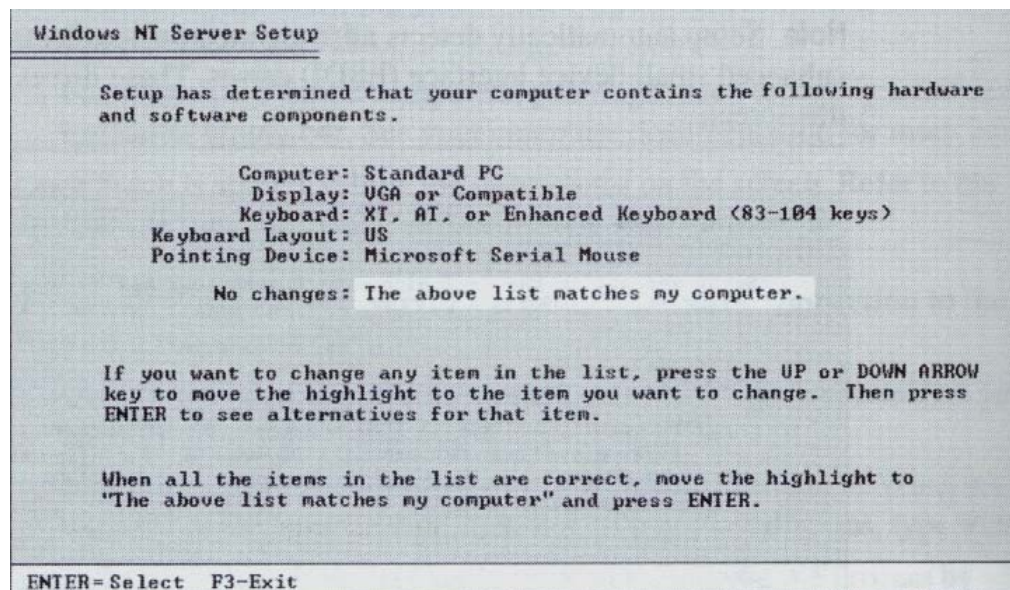 Windows NT Server Setup
Setup has determined that your computer contains the following hardware
and software components.
Computer: Standard PC
Display: VGA or Compatible
Keyboard: XT, AT, or Enhanced Keyboard (83-104 keys)
Keyboard Layout: US
Pointing Device: Microsoft Serial Mouse
No changes: The above list matches my computer.
If you want to change any item in the list, press the UP or DOWN ARROW
key to move the highlight to the item you want to change. Then press
ENTER to see alternatives for that item.
When all the items in the list are correct, move the highlight to
"The above list matches my computer" and press ENTER.
ENTER=Select F3-Exit